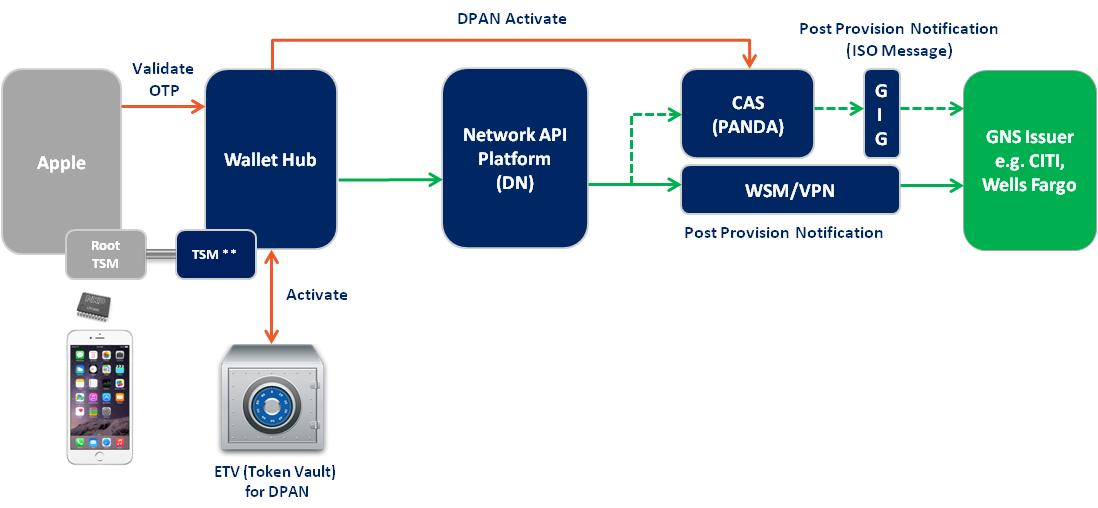 DPAN Activate
Post Provision Notification
(ISO Message)
Validate
OTP
Apple
Wallet Hub
Network API
Platform
(DN)
CAS
(PANDA)
G
I
G
GNS Issuer
e.g. CITI,
Wells Fargo
WSM/VPN
Post Provision Notification
Root
TSM
TSM **
Activate
ETV (Token Vault)
for DPAN